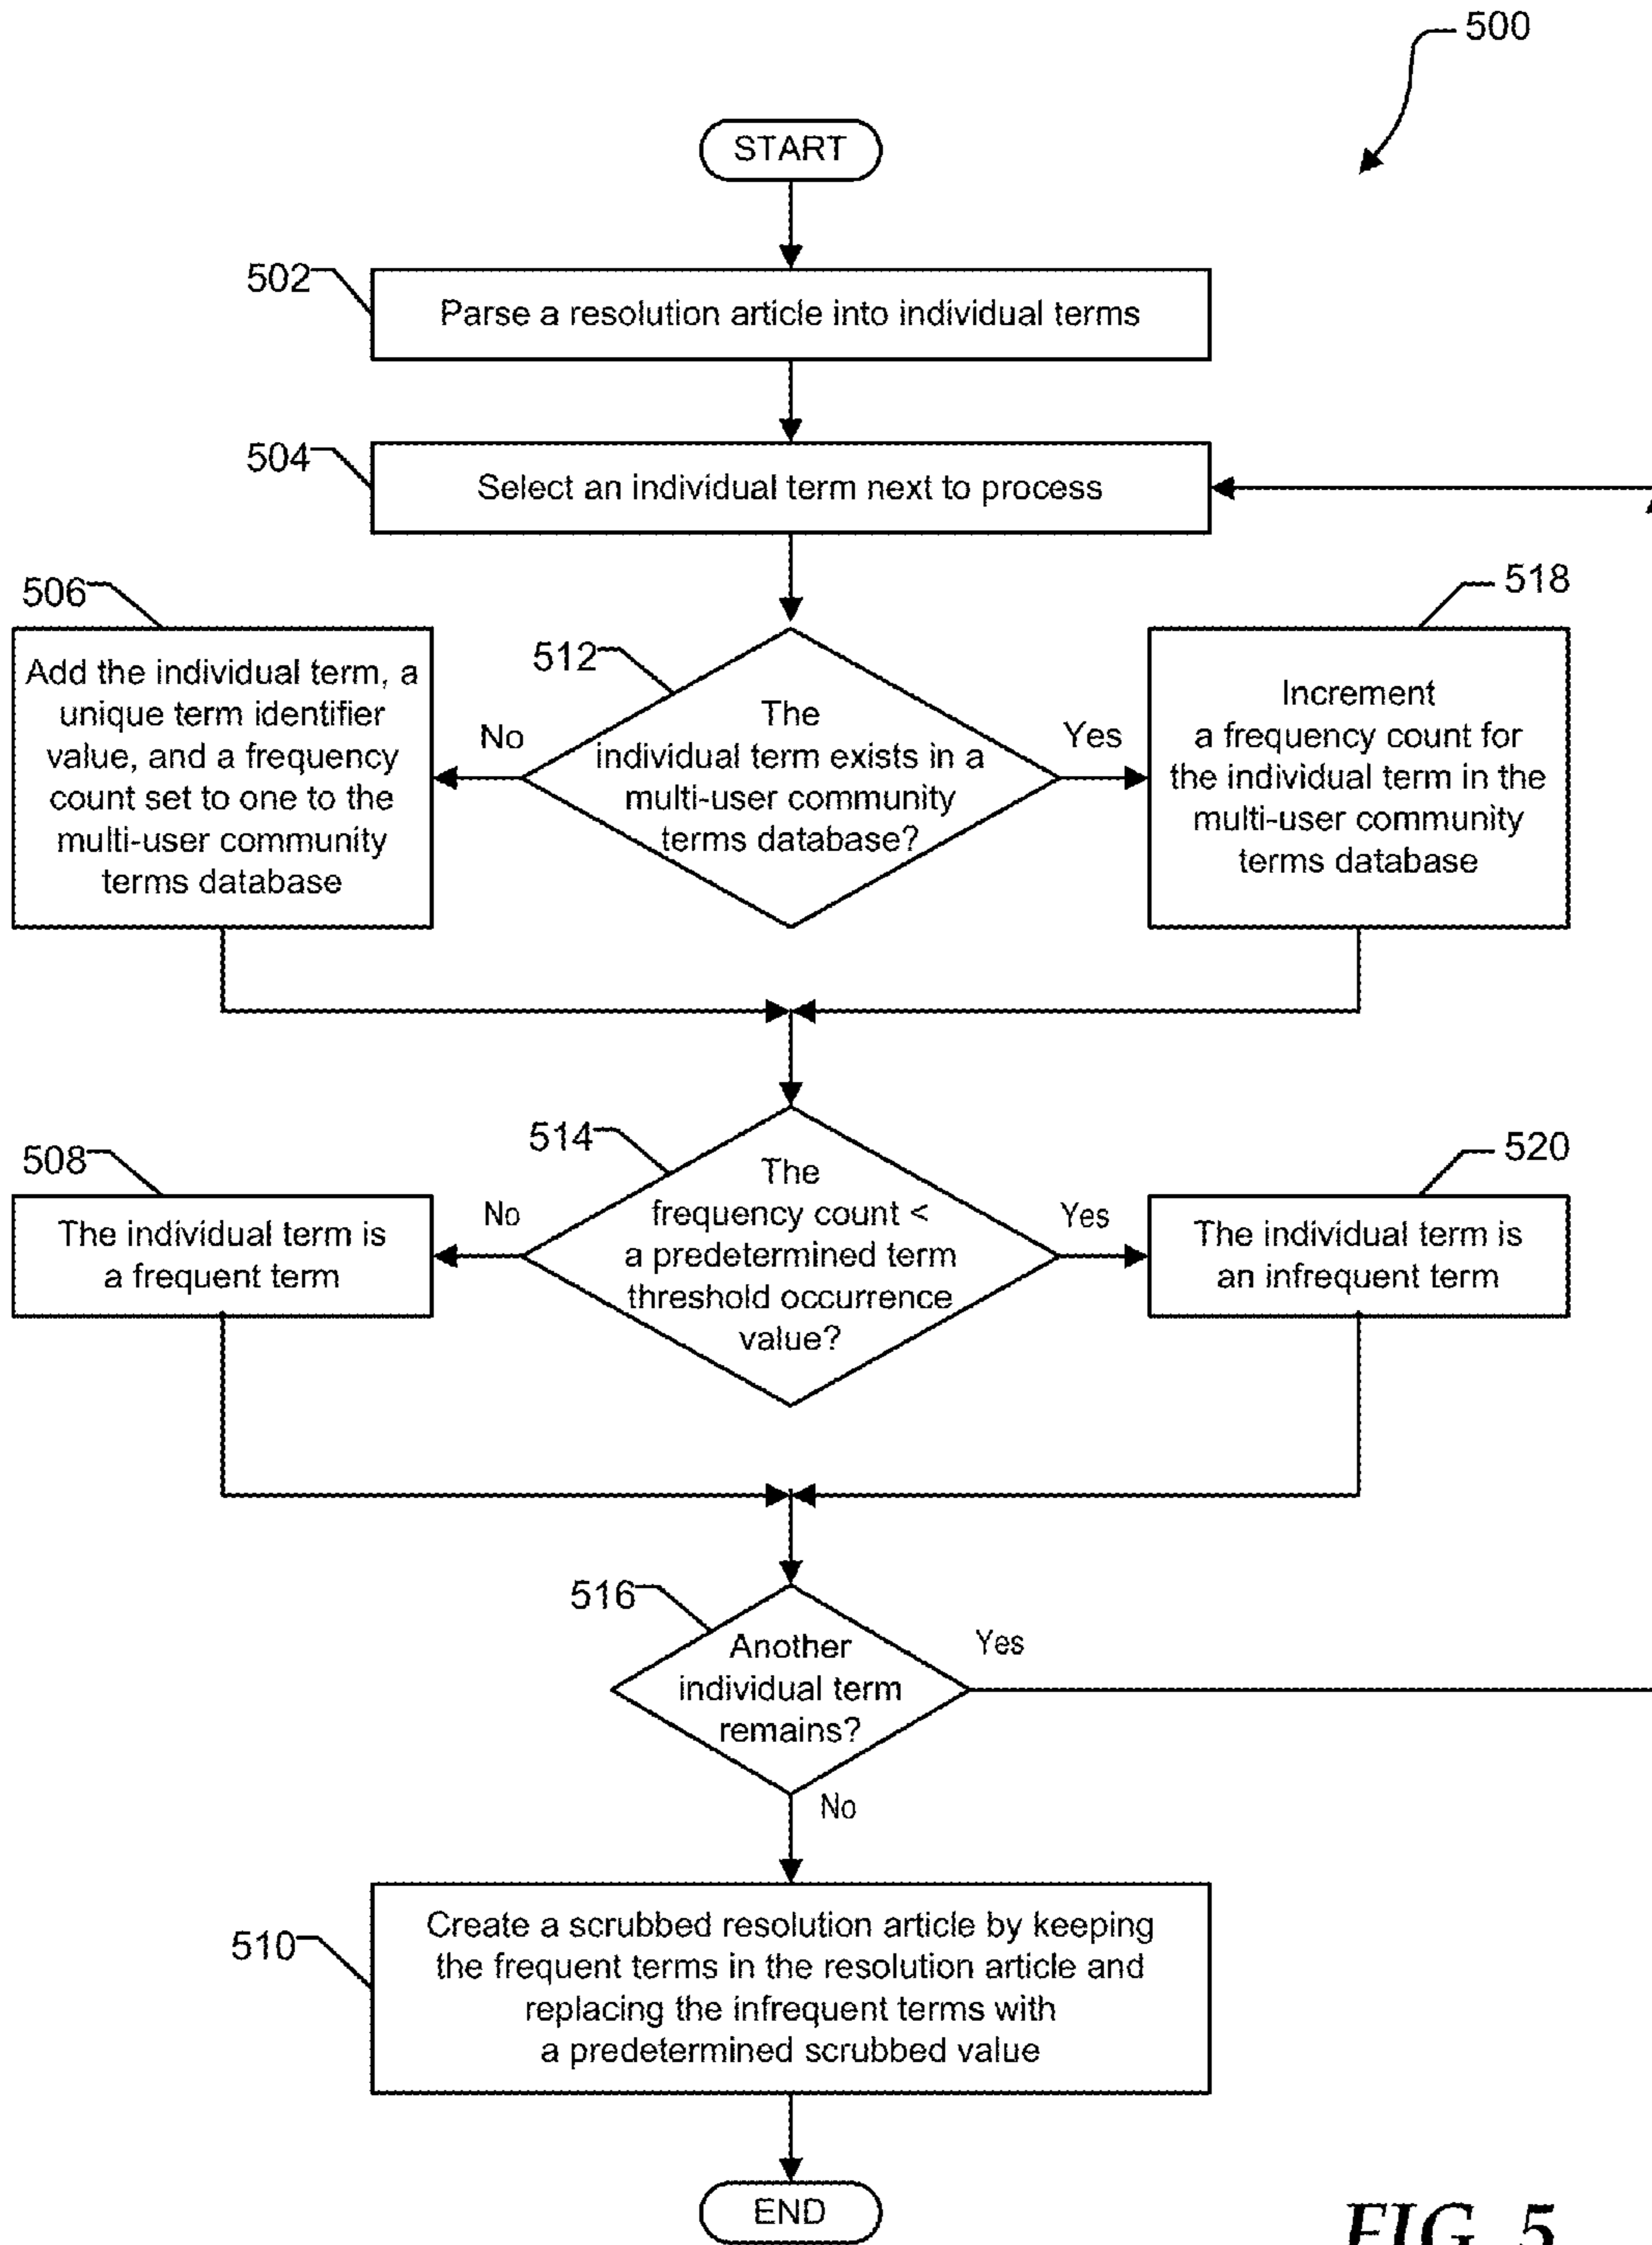 500
START
502
Parse a resolution article into individual terms
504
Select an individual term next to process
506
Add the individual term, a
unique term identifier
value, and a frequency
count set to one to the
multi-user community
terms database
512
The
individual term exists in a
multi-user community
terms database?
No
Yes
518
Increment
a frequency count for
the individual term in the
multi-user community
terms database
508
The individual term is
a frequent term
514
The
frequency count <
a predetermined term
threshold occurrence
value?
No
Yes
520
The individual term is
an infrequent term
516
Another
individual term
remains?
Yes
No
510
Create a scrubbed resolution article by keeping
the frequent terms in the resolution article and
replacing the infrequent terms with
a predetermined scrubbed value
END
FIG. 5